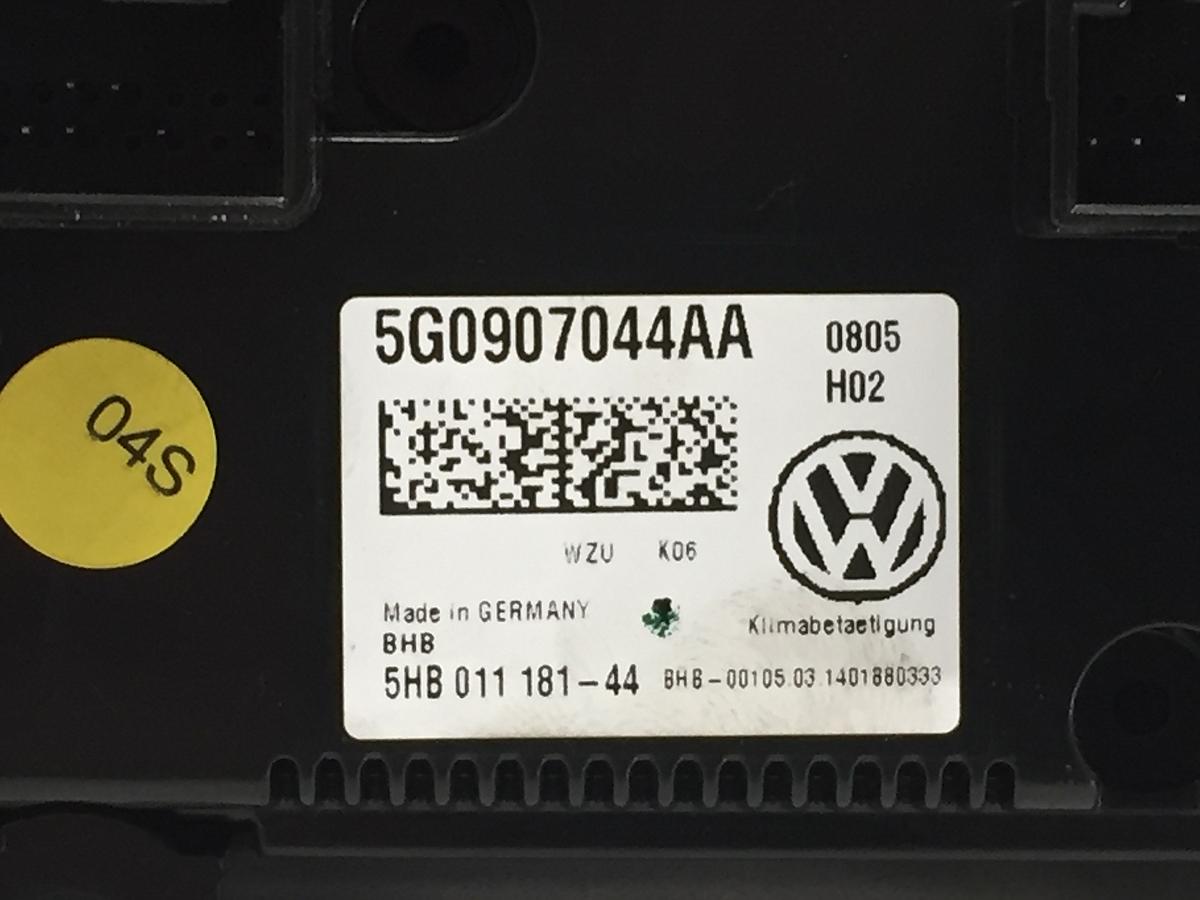 5G0907044AA
0805
H02
04S
WZU K06
Made in GERMANY
BHB
Klimabetaetigung
5HB 011 181-44
BHB-00105 03 1401880333